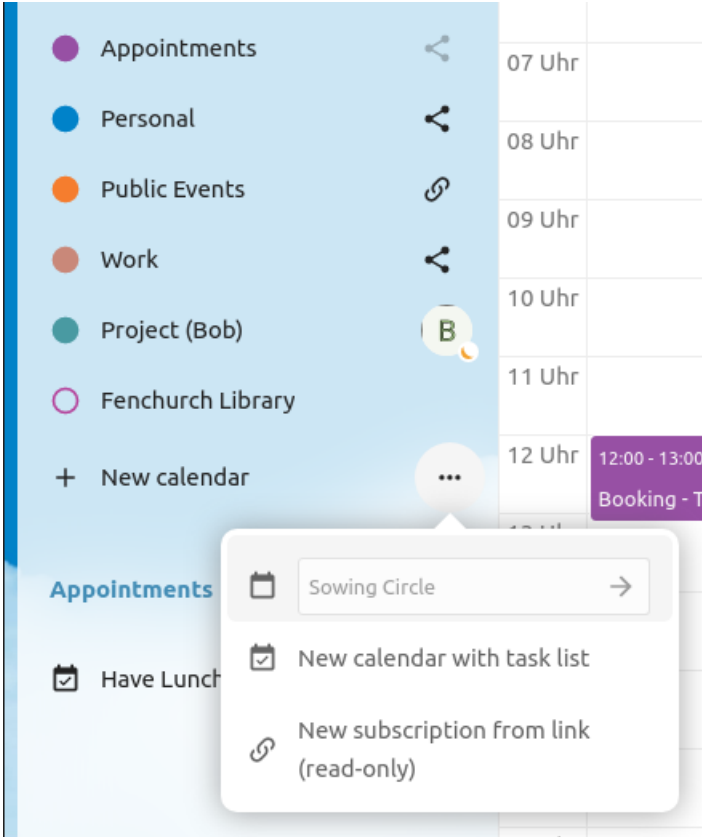 Appointments
07 Uhr
Personal
08 Uhr
Public Events
09 Uhr
Work
10 Uhr
Project (Bob)
B
11 Uhr
Fenchurch Library
12 Uhr
12:00 - 13:00
New calendar
Booking - T
Sowing Circle
Appointments
New calendar with task list
Have Lunch
New subscription from link
(read-only)